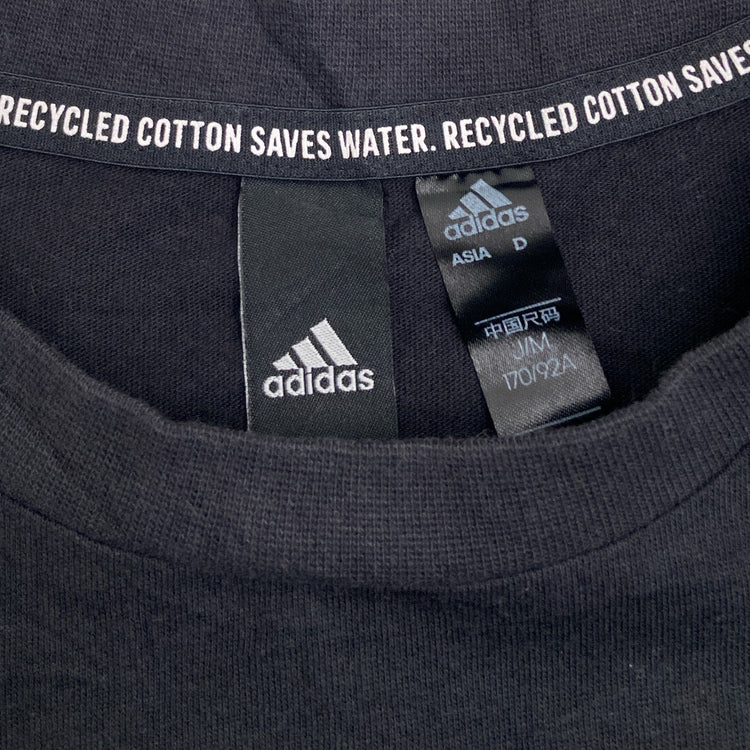 RECYCLED COTTON SAVES WATER. RECYCLED COTTON SAVES
adidas
adidas
ASIA D
中国尺码
J/M
170/92A